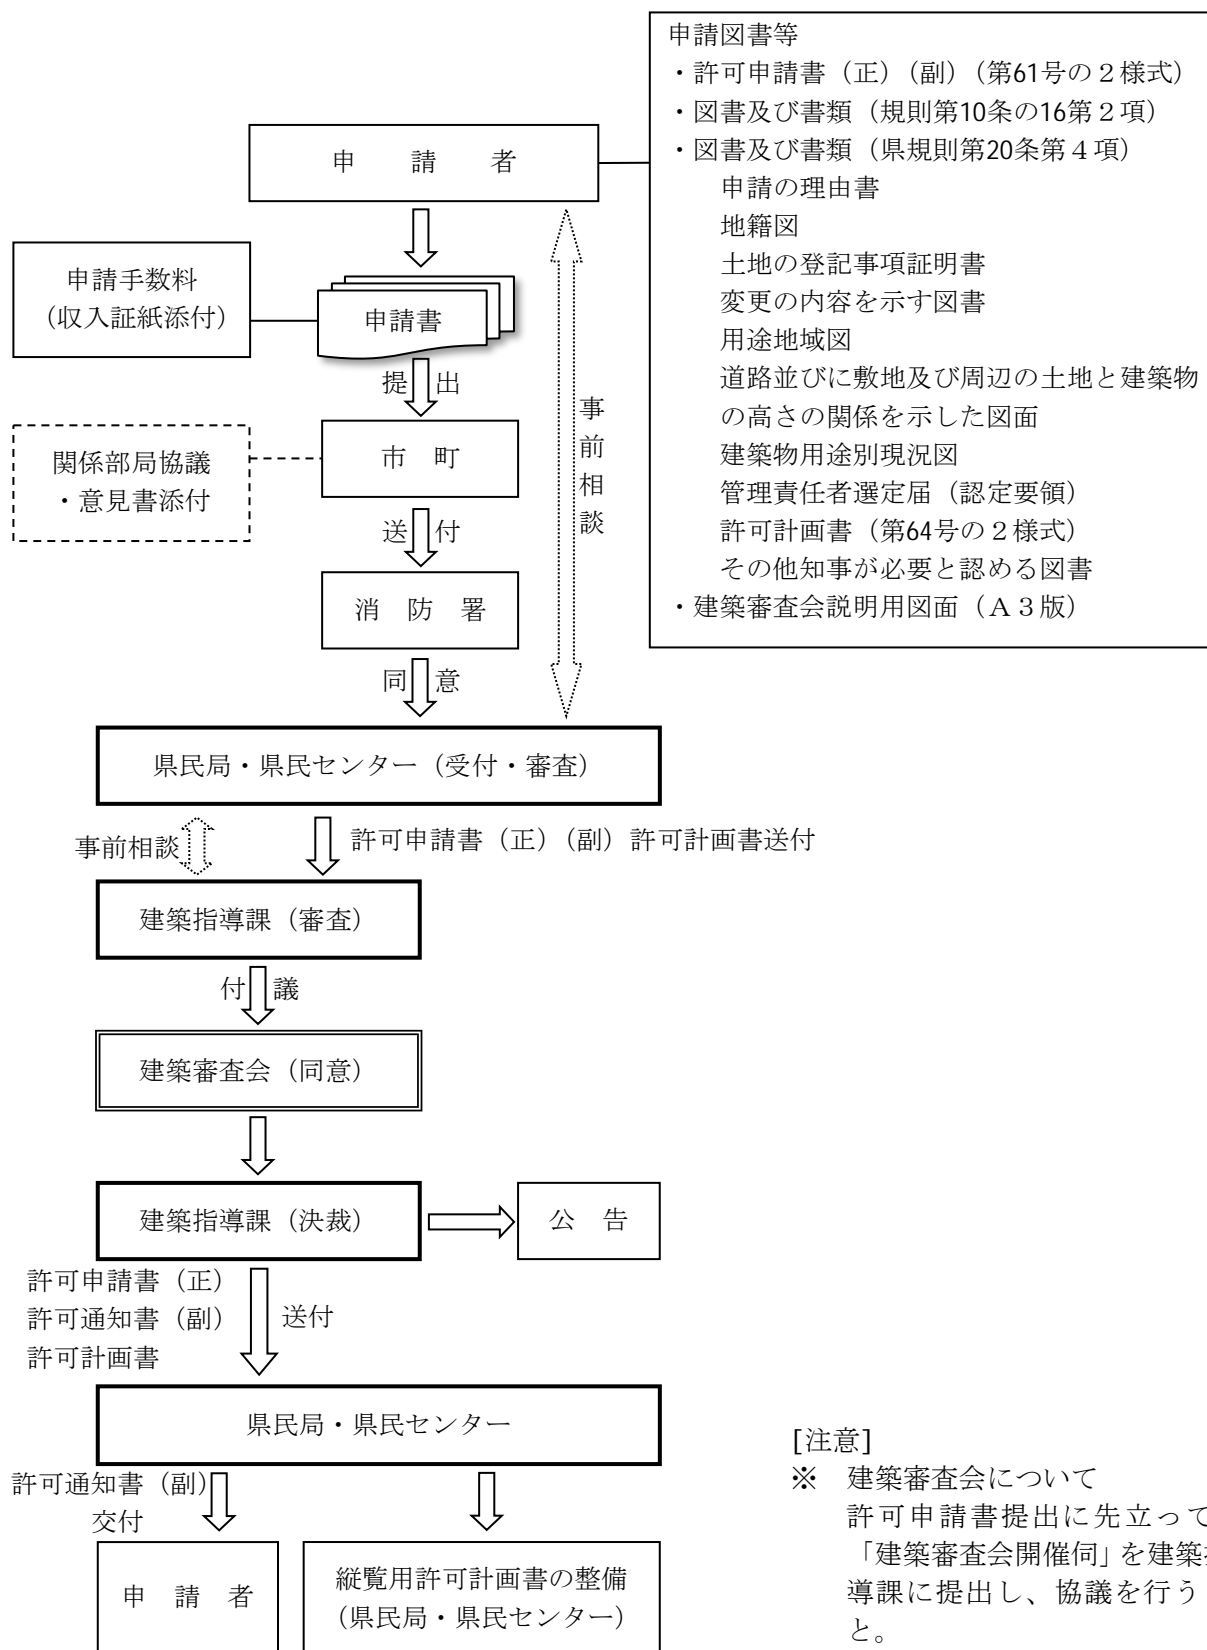 申請図書等
・許可申請書（正）（副）（第61号の２様式）
・図書及び書類（規則第10条の16第２項）
・図書及び書類（県規則第20条第４項）
申請の理由書
地籍図
土地の登記事項証明書
変更の内容を示す図書
用途地域図
道路並びに敷地及び周辺の土地と建築物
の高さの関係を示した図面
建築物用途別現況図
管理責任者選定届（認定要領）
許可計画書（第64号の２様式）
その他知事が必要と認める図書
・建築審査会説明用図面（Ａ３版）
申　請　者
申請手数料
（収入証紙添付）
申請書
提出
事前相談
関係部局協議
・意見書添付
市　町
送付
消　防　署
同意
県民局・県民センター（受付・審査）
事前相談
許可申請書（正）（副）許可計画書送付
建築指導課（審査）
付議
建築審査会（同意）
建築指導課（決裁）
公　告
許可申請書（正）
許可通知書（副）
許可計画書
送付
県民局・県民センター
許可通知書（副）
交付
申　請　者
縦覧用許可計画書の整備
（県民局・県民センター）
[注意]
※　建築審査会について
許可申請書提出に先立って
「建築審査会開催伺」を建築
導課に提出し、協議を行う
と。